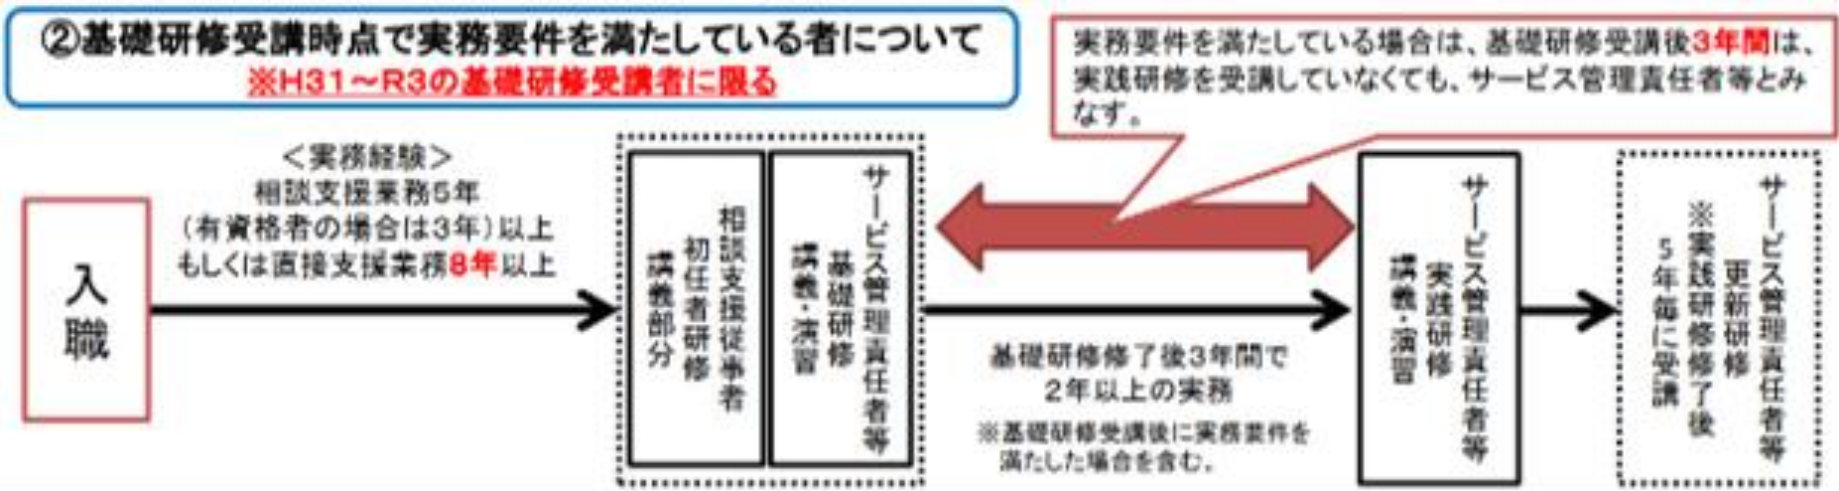 ②基礎研修受講時点で実務要件を満たしている者について
※H31～R3の基礎研修受講者に限る
実務要件を満たしている場合は、基礎研修受講後3年間は、
実践研修を受講していなくても、サービス管理責任者等とみ
なす。
＜実務経験＞
相談支援業務5年
（有資格者の場合は3年）以上
もしくは直接支援業務8年以上
入職
相談支援従事者
初任者研修
講義部分
サービス管理責任者等
基礎研修
講義・演習
基礎研修修了後3年間で
2年以上の実務
※基礎研修受講後に実務要件を
満たした場合を含む。
サービス管理責任者等
実践研修
講義・演習
サービス管理責任者等
更新研修
※実践研修修了後
5年毎に受講